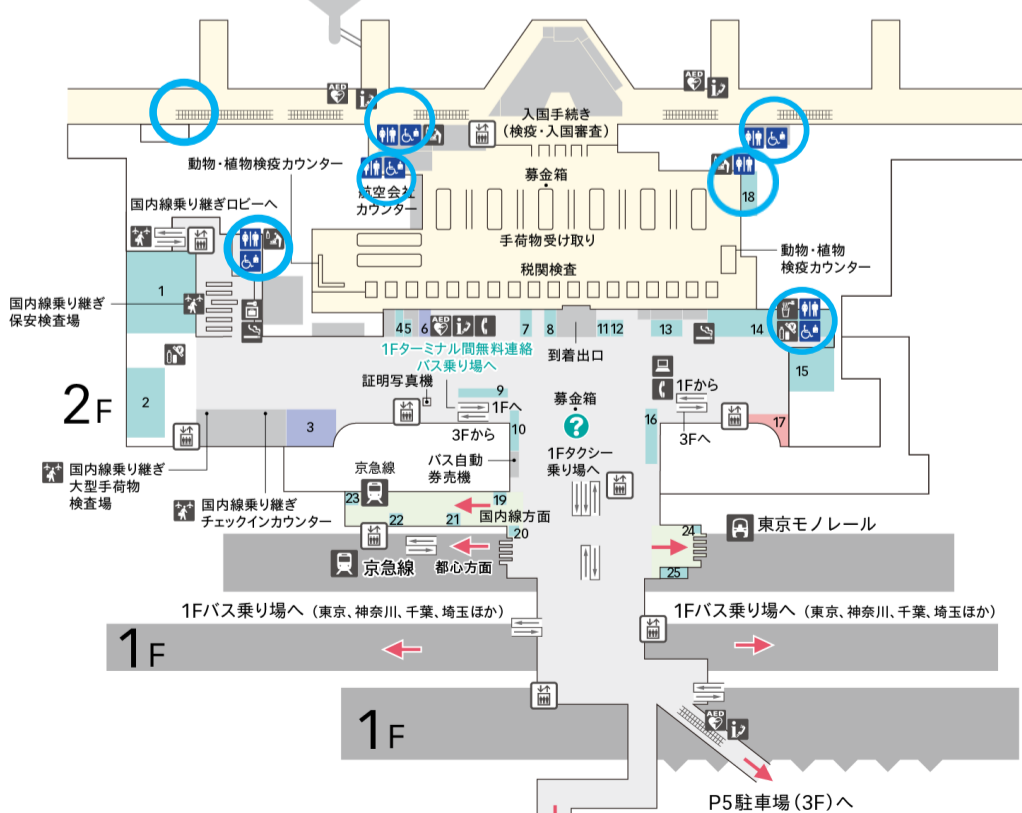 AED
AED
入国手続き
(検疫・入国審査)
動物・植物検疫カウンター
募金箱
航空会社
カウンター
18
国内線乗り継ぎロビーへ
手荷物受け取り
動物・植物
検疫カウンター
税関検査
1
国内線乗り継ぎ
保安検査場
4
5
6
AED
7
8
11
12
13
14
到着出口
1Fターミナル間無料連絡
バス乗り場へ
15
証明写真機
1Fから
2F
2
9
1Fへ
募金箱
?
3
3Fから
10
16
3Fへ
17
1Fタクシー
乗り場へ
バス自動
券売機
国内線乗り継ぎ
大型手荷物
検査場
京急線
国内線乗り継ぎ
チェックインカウンター
23
19
22
21
国内線方面
20
24
東京モノレール
京急線
都心方面
25
1Fバス乗り場へ (東京、神奈川、千葉、埼玉ほか)
1Fバス乗り場へ (東京、神奈川、千葉、埼玉ほか)
1F
1F
AED
P5駐車場(3F)へ